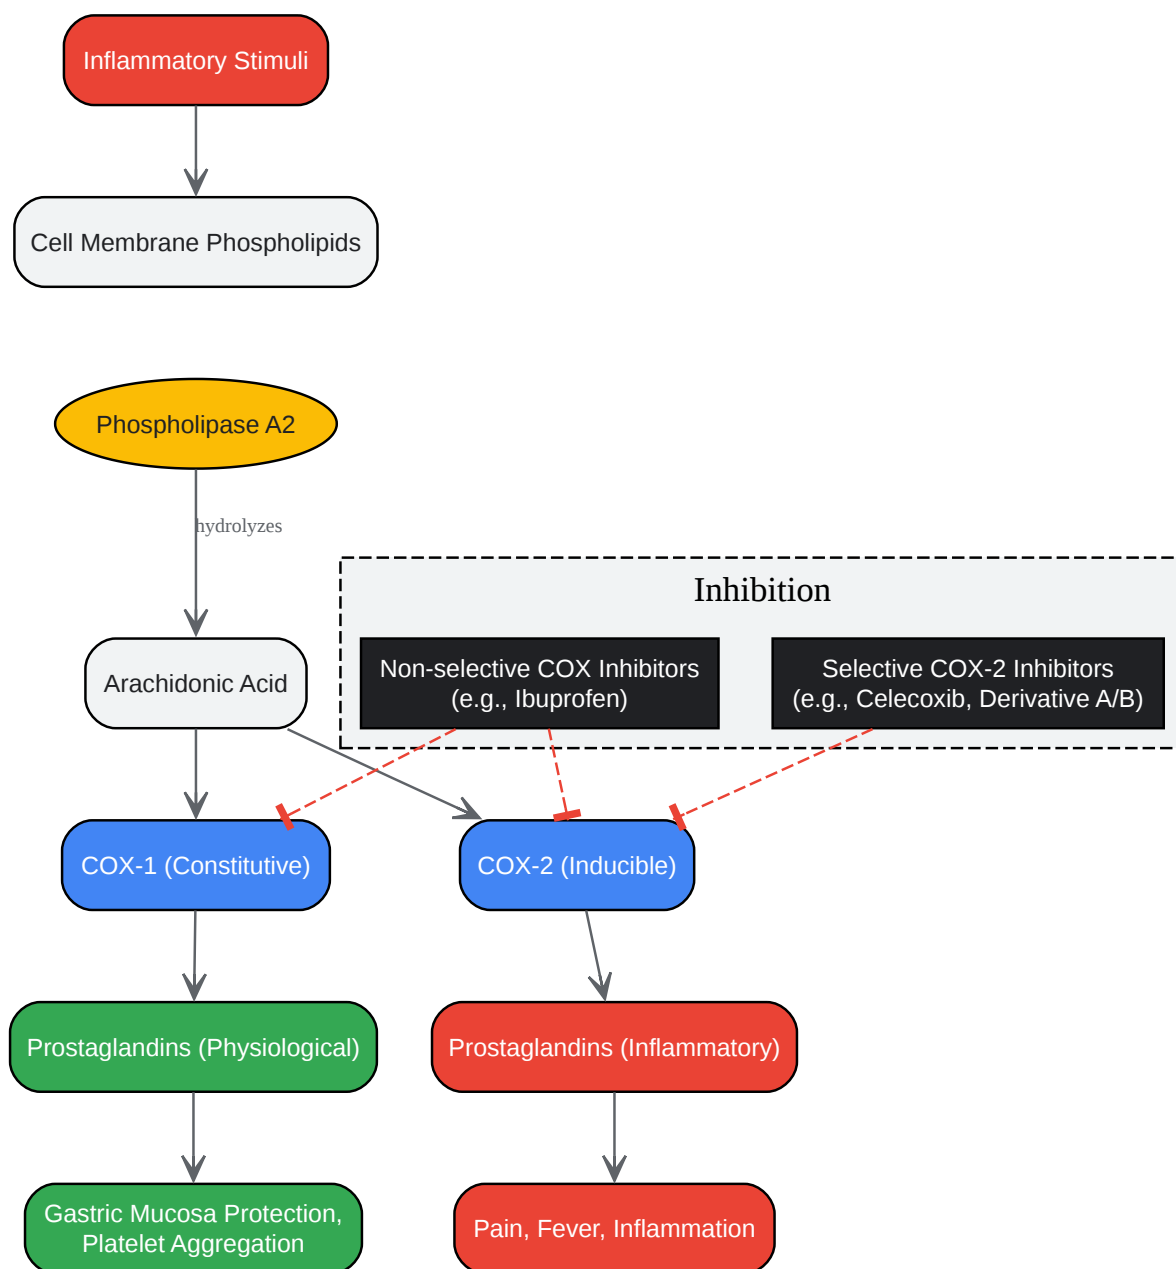 Inflammatory Stimuli
Cell Membrane Phospholipids
Phospholipase A2
hydrolyzes
Inhibition
Arachidonic Acid
Non-selective COX Inhibitors
(e.g., Ibuprofen)
Selective COX-2 Inhibitors
(e.g., Celecoxib, Derivative A/B)
COX-1 (Constitutive)
COX-2 (Inducible)
Prostaglandins (Physiological)
Prostaglandins (Inflammatory)
Gastric Mucosa Protection,
Platelet Aggregation
Pain, Fever, Inflammation